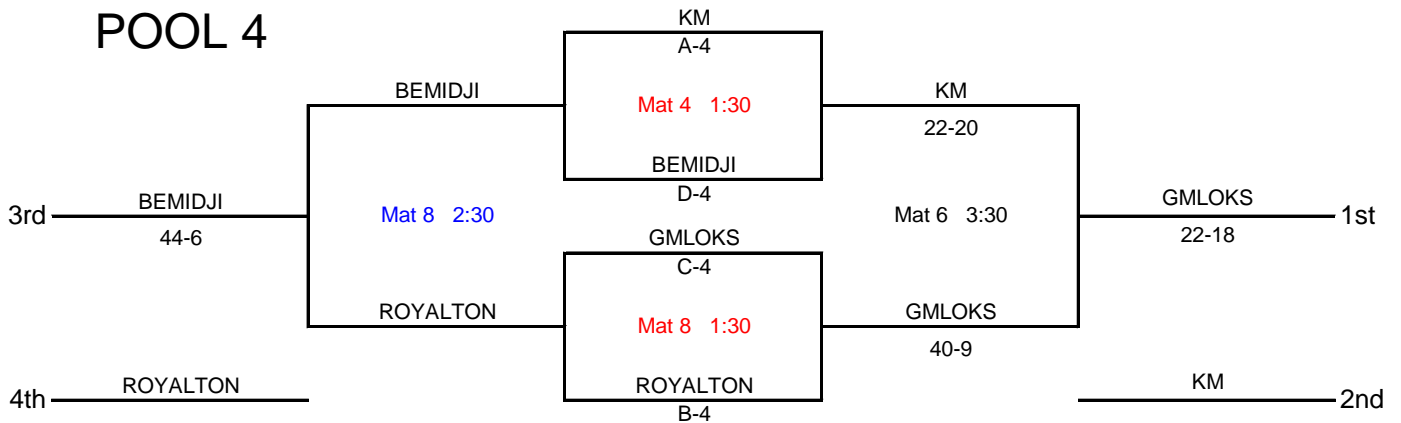 POOL 4
KM
A-4
BEMIDJI
Mat 4 1:30
KM
22-20
BEMIDJI
D-4
3rd
BEMIDJI
44-6
Mat 8 2:30
Mat 6 3:30
GMLOKS
22-18
1st
GMLOKS
C-4
ROYALTON
Mat 8 1:30
GMLOKS
40-9
4th
ROYALTON
ROYALTON
B-4
KM
2nd